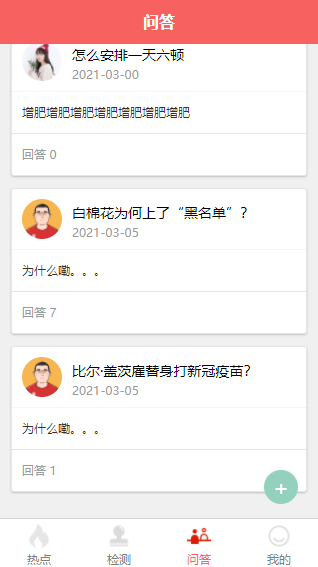 问答
怎么安排一天六顿
2021-03-00
增肥增肥增肥增肥增肥增肥增肥
回答 0
白棉花为何上了“黑名单”？
2021-03-05
为什么嘞。。。
回答 7
比尔·盖茨雇替身打新冠疫苗？
2021-03-05
为什么嘞。。。
回答 1
+
热点 检测 问答 我的